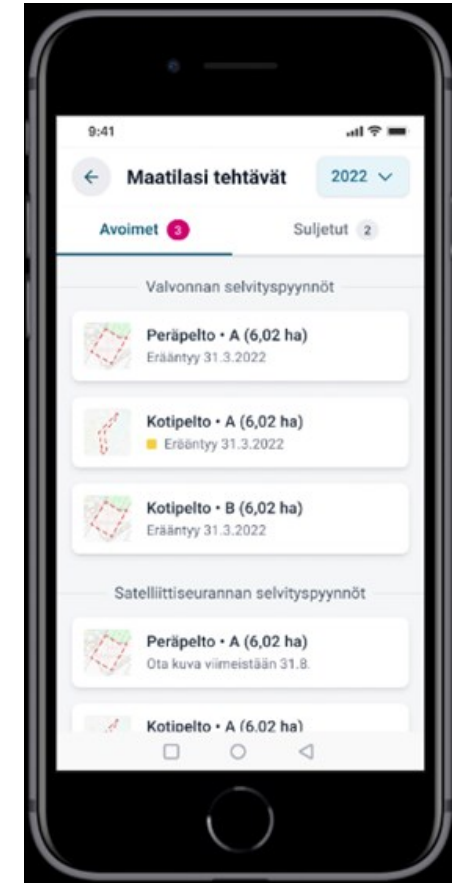 9:41
Maatilasi tehtävät 2022
Avoimet 3 Suljetut 2
Valvonnan selvityspyynnöt
Peräpelto • A (6,02 ha)
Erääntyy 31.3.2022
Kotipelto • A (6,02 ha)
Erääntyy 31.3.2022
Kotipelto • B (6,02 ha)
Erääntyy 31.3.2022
Satelliittiseurannan selvityspyynnöt
Peräpelto • A (6,02 ha)
Ota kuva viimeistään 31.8.
Kotipelto • A (6,02 ha)